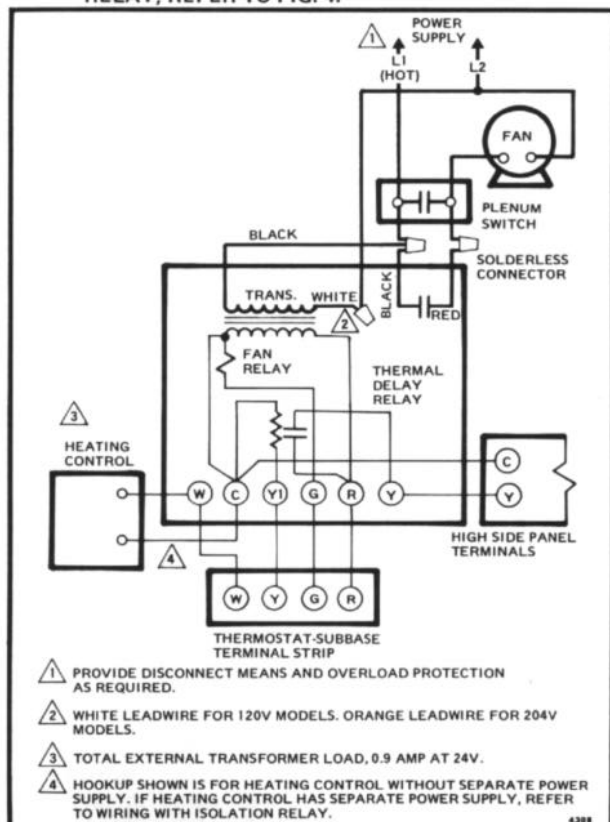 RELAY, REFER TO FIG. 4.
1
POWER
SUPPLY
L1
(HOT)
L2
FAN
PLENUM
SWITCH
BLACK
SOLDERLESS
CONNECTOR
TRANS.
WHITE
BLACK
RED
2
FAN
RELAY
THERMAL
DELAY
RELAY
3
HEATING
CONTROL
W
C
Y1
G
R
Y
C
Y
HIGH SIDE PANEL
TERMINALS
4
W
Y
G
R
THERMOSTAT-SUBBASE
TERMINAL STRIP
1 PROVIDE DISCONNECT MEANS AND OVERLOAD PROTECTION
AS REQUIRED.
2 WHITE LEADWIRE FOR 120V MODELS. ORANGE LEADWIRE FOR 204V
MODELS.
3 TOTAL EXTERNAL TRANSFORMER LOAD, 0.9 AMP AT 24V.
4 HOOKUP SHOWN IS FOR HEATING CONTROL WITHOUT SEPARATE POWER
SUPPLY. IF HEATING CONTROL HAS SEPARATE POWER SUPPLY, REFER
TO WIRING WITH ISOLATION RELAY.
4388